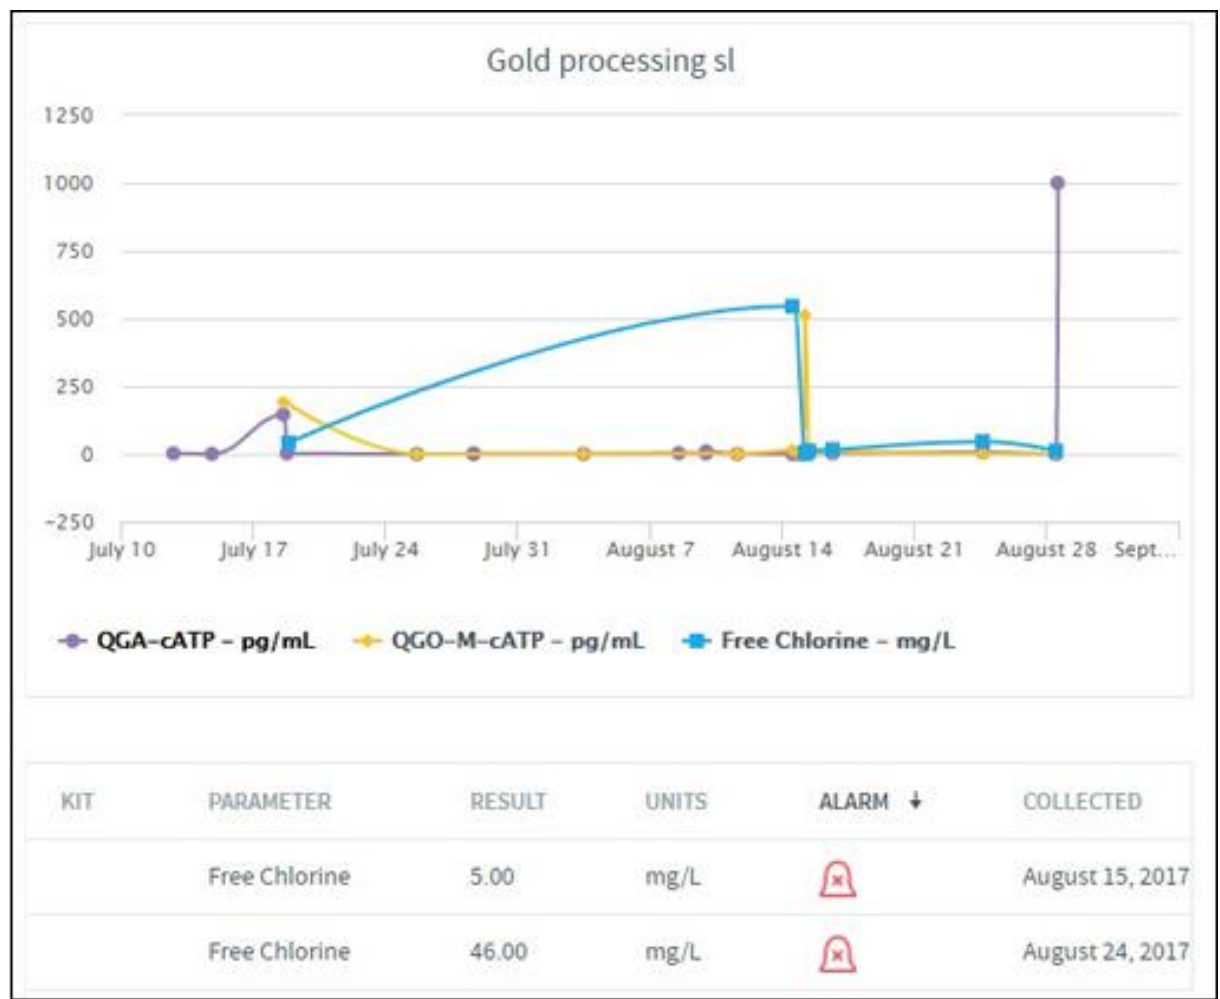 Gold processing sl
1250
1000
750
500
250
0
-250
July 10 July 17 July 24 July 31 August 7 August 14 August 21 August 28 Sept...
QGA-cATP - pg/mL QGO-M-cATP - pg/mL Free Chlorine - mg/L
KIT PARAMETER RESULT UNITS ALARM ↓ COLLECTED
Free Chlorine 5.00 mg/L August 15, 2017
Free Chlorine 46.00 mg/L August 24, 2017